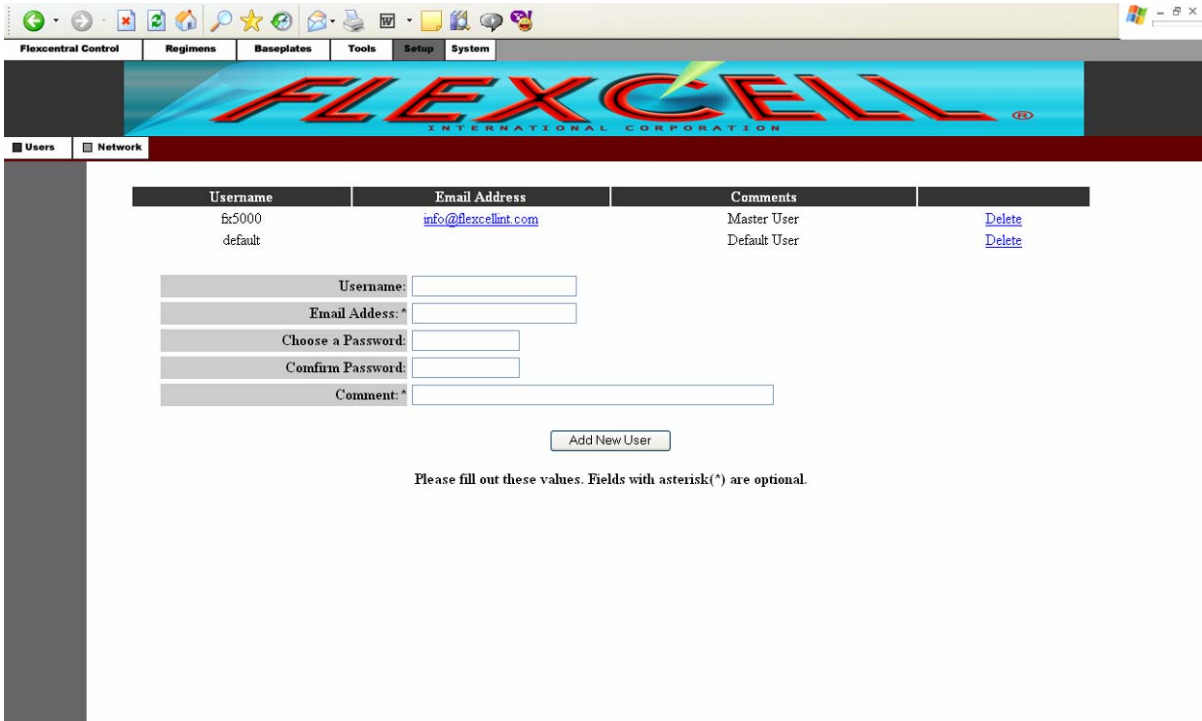 Flexcentral Control Regimens Baseplates Tools Setup System
FLEXCELL ®
INTERNATIONAL CORPORATION
Users Network
Username Email Address Comments
fx5000 info@flexcellint.com Master User Delete
default Default User Delete
Username:
Email Addess:*
Choose a Password:
Comfirm Password:
Comment:*
Add New User
Please fill out these values. Fields with asterisk(*) are optional.